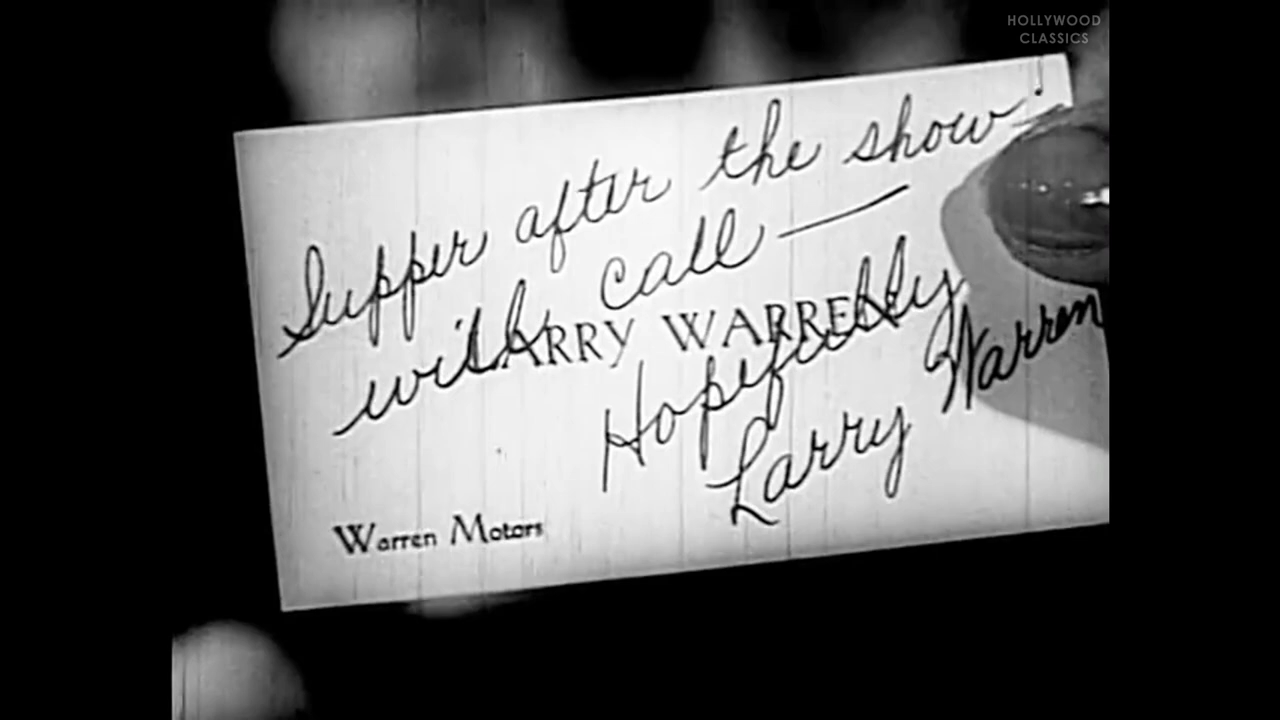 HOLLYWOOD
CLASSICS
Supper after the show!
will call —
LARRY WARREN
Hopefully
Larry Warren
Warren Motors